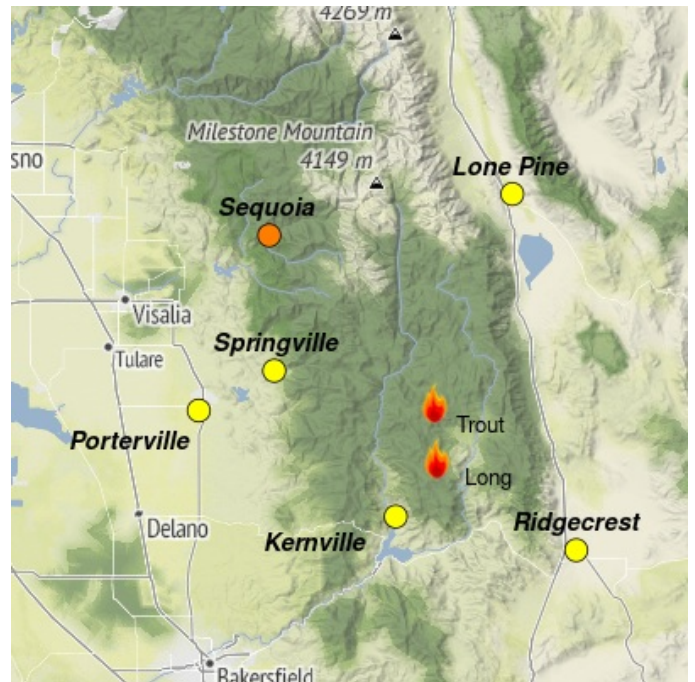 4269 m
Milestone Mountain
4149 m
sno
Lone Pine
Sequoia
Visalia
Springville
Tulare
Trout
Porterville
Long
Delano
Kernville
Ridgecrest
Bakersfield